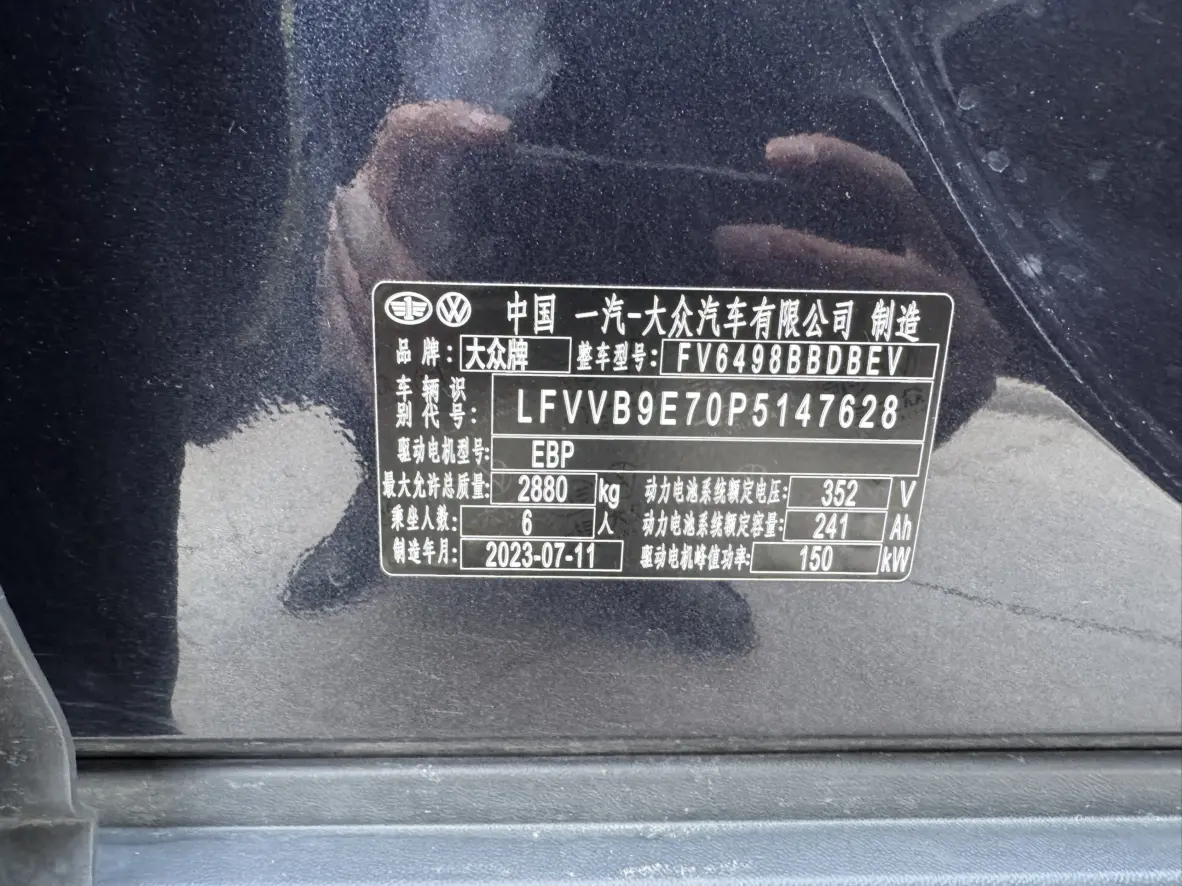 中国 一汽-大众汽车有限公司 制造
品牌: 大众牌 整车型号: FV6498BBDBEV
车辆识别代号: LFVVB9E70P5147628
驱动电机型号: EBP
最大允许总质量: 2880 kg 动力电池系统额定电压: 352 V
乘坐人数: 6 人 动力电池系统额定容量: 241 Ah
制造年月: 2023-07-11 驱动电机峰值功率: 150 kW